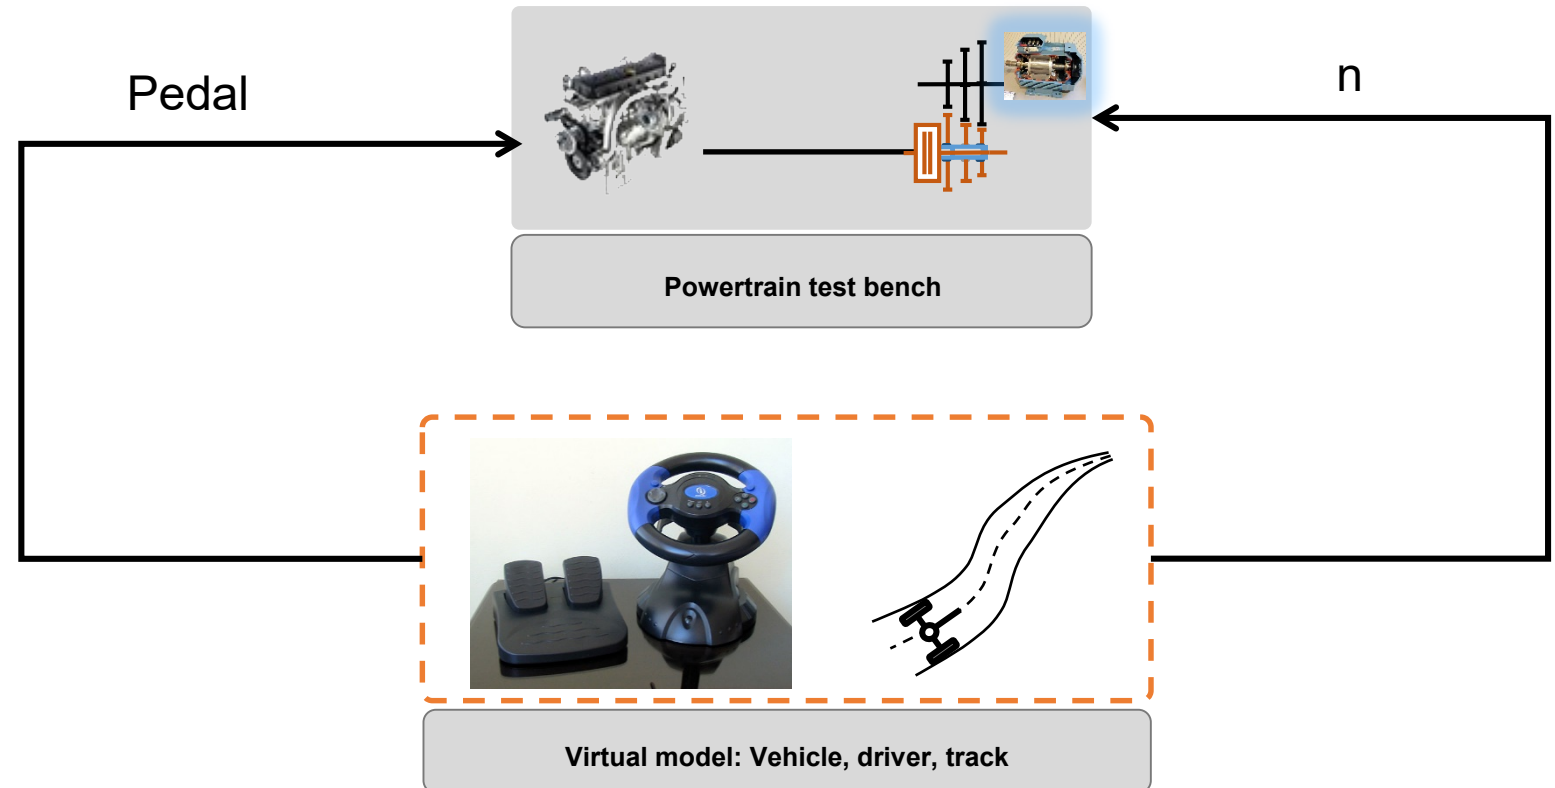 Pedal
n
Powertrain test bench
Virtual model: Vehicle, driver, track